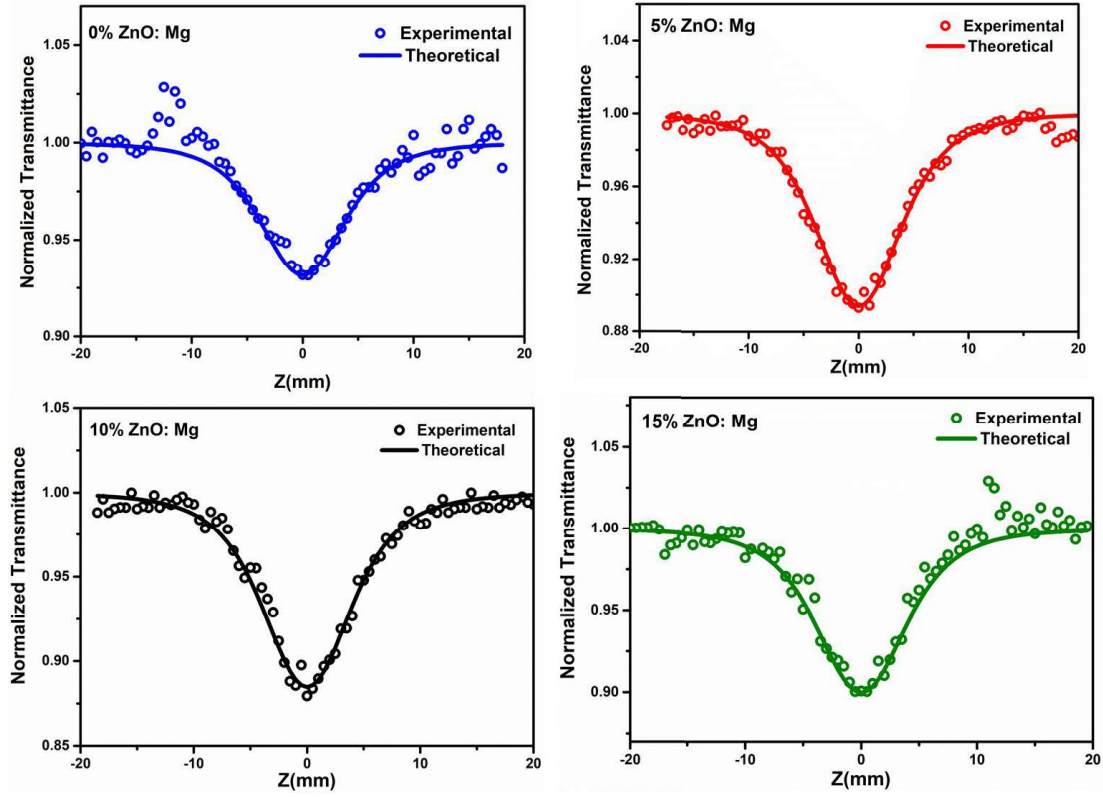 0% ZnO: Mg
Experimental
Theoretical
1.05
1.00
0.95
0.90
Normalized Transmittance
-20
-10
0
10
20
Z(mm)
5% ZnO: Mg
Experimental
Theoretical
1.04
1.00
0.96
0.92
0.88
Normalized Transmittance
-20
-10
0
10
20
Z(mm)
10% ZnO: Mg
Experimental
Theoretical
1.05
1.00
0.95
0.90
0.85
Normalized Transmittance
-20
-10
0
10
20
Z(mm)
15% ZnO: Mg
Experimental
Theoretical
1.05
1.00
0.95
0.90
Normalized Transmittance
-20
-10
0
10
20
Z(mm)